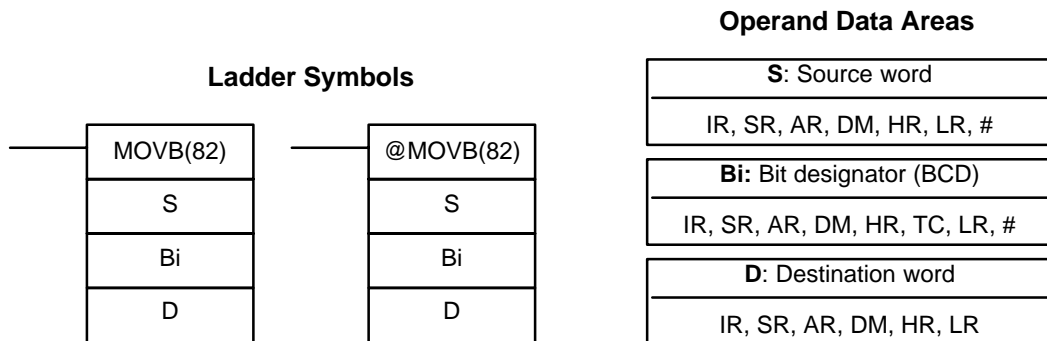 Ladder Symbols
MOVB(82)
S
Bi
D
@MOVB(82)
S
Bi
D
Operand Data Areas
S: Source word
IR, SR, AR, DM, HR, LR, #
Bi: Bit designator (BCD)
IR, SR, AR, DM, HR, TC, LR, #
D: Destination word
IR, SR, AR, DM, HR, LR